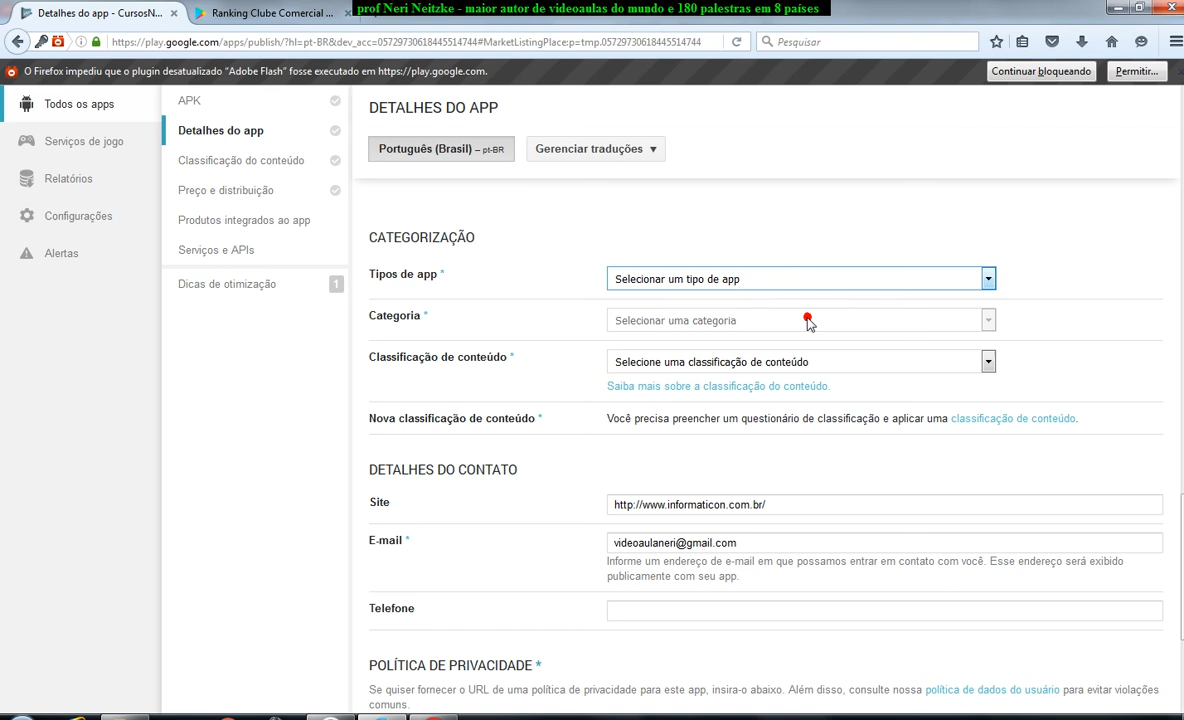 prof Neri Neitzke - maior autor de videoaulas do mundo e 180 palestras em 8 países
Detalhes do app - CursosN...
Ranking Clube Comercial ...
https://play.google.com/apps/publish/?hl=pt-BR&dev_acc=05729730618445514744#MarketListingPlace:p=tmp.05729730618445514744
Pesquisar
O Firefox impediu que o plugin desatualizado “Adobe Flash” fosse executado em https://play.google.com.
Continuar bloqueando
Permitir...
Todos os apps
Serviços de jogo
Relatórios
Configurações
Alertas
APK
Detalhes do app
Classificação do conteúdo
Preço e distribuição
Produtos integrados ao app
Serviços e APIs
Dicas de otimização 1
DETALHES DO APP
Português (Brasil) – pt-BR
Gerenciar traduções
CATEGORIZAÇÃO
Tipos de app *
Selecionar um tipo de app
Categoria *
Selecionar uma categoria
Classificação de conteúdo *
Selecione uma classificação de conteúdo
Saiba mais sobre a classificação do conteúdo.
Nova classificação de conteúdo *
Você precisa preencher um questionário de classificação e aplicar uma classificação de conteúdo.
DETALHES DO CONTATO
Site
http://www.informaticon.com.br/
E-mail *
videoaulaneri@gmail.com
Informe um endereço de e-mail em que possamos entrar em contato com você. Esse endereço será exibido
publicamente com seu app.
Telefone
POLÍTICA DE PRIVACIDADE *
Se quiser fornecer o URL de uma política de privacidade para este app, insira-o abaixo. Além disso, consulte nossa política de dados do usuário para evitar violações
comuns.